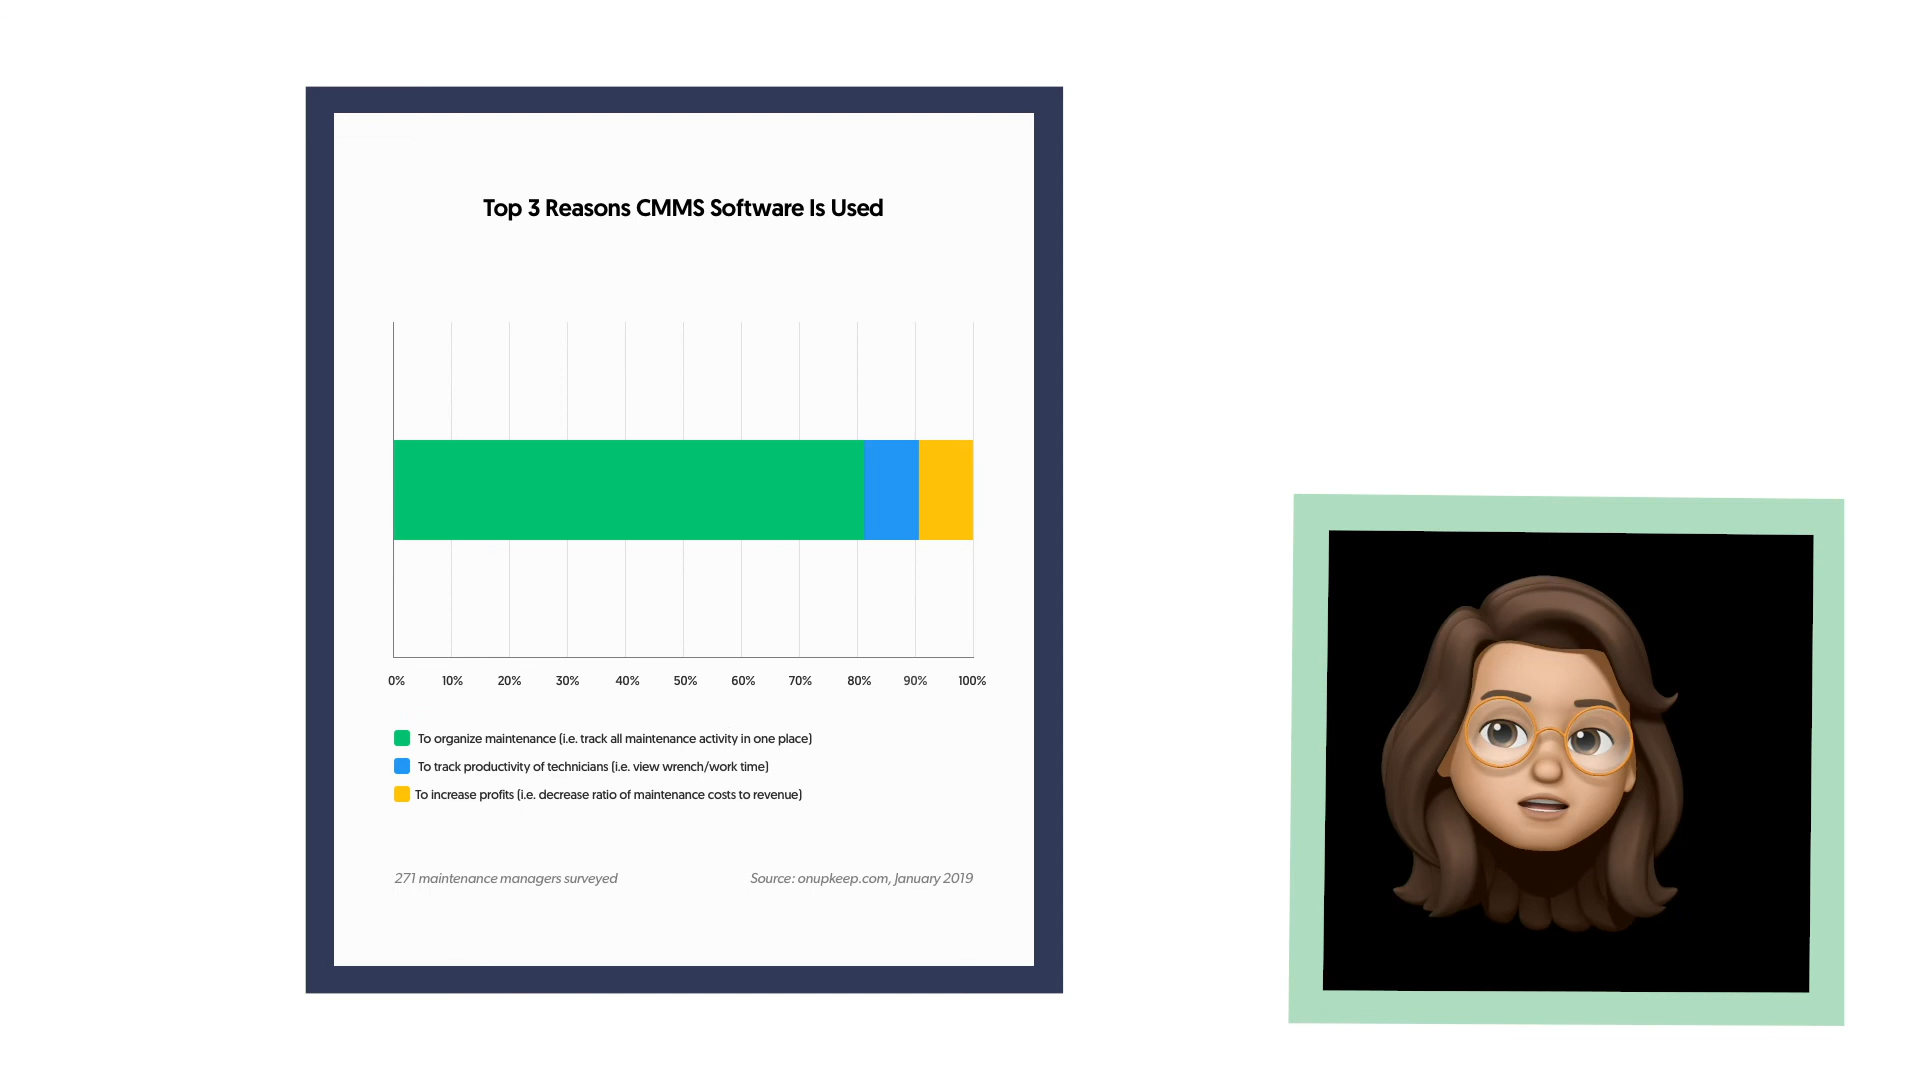 Top 3 Reasons CMMS Software Is Used
0% 10% 20% 30% 40% 50% 60% 70% 80% 90% 100%
To organize maintenance (i.e. track all maintenance activity in one place)
To track productivity of technicians (i.e. view wrench/work time)
To increase profits (i.e. decrease ratio of maintenance costs to revenue)
271 maintenance managers surveyed
Source: onupkeep.com, January 2019